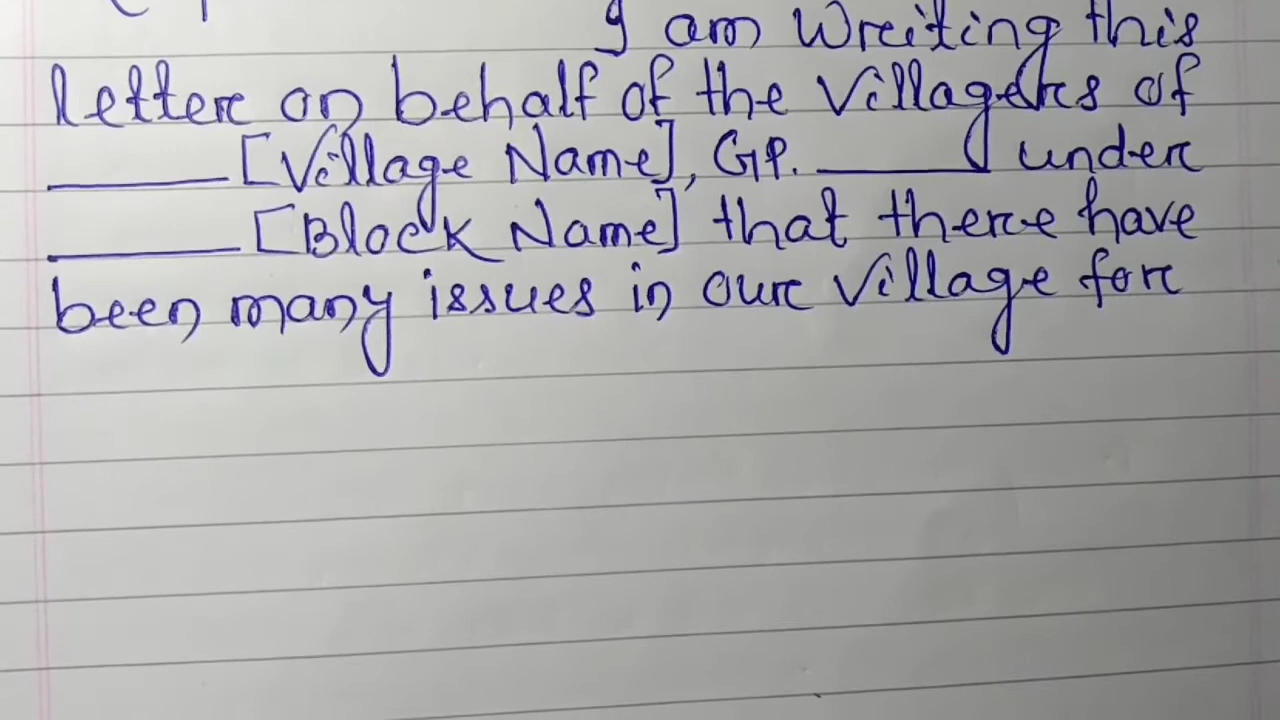 I am Writing this
letter on behalf of the Villagers of
______ [Village Name], GP. ______ under
______ [Block Name] that there have
been many issues in our Village for